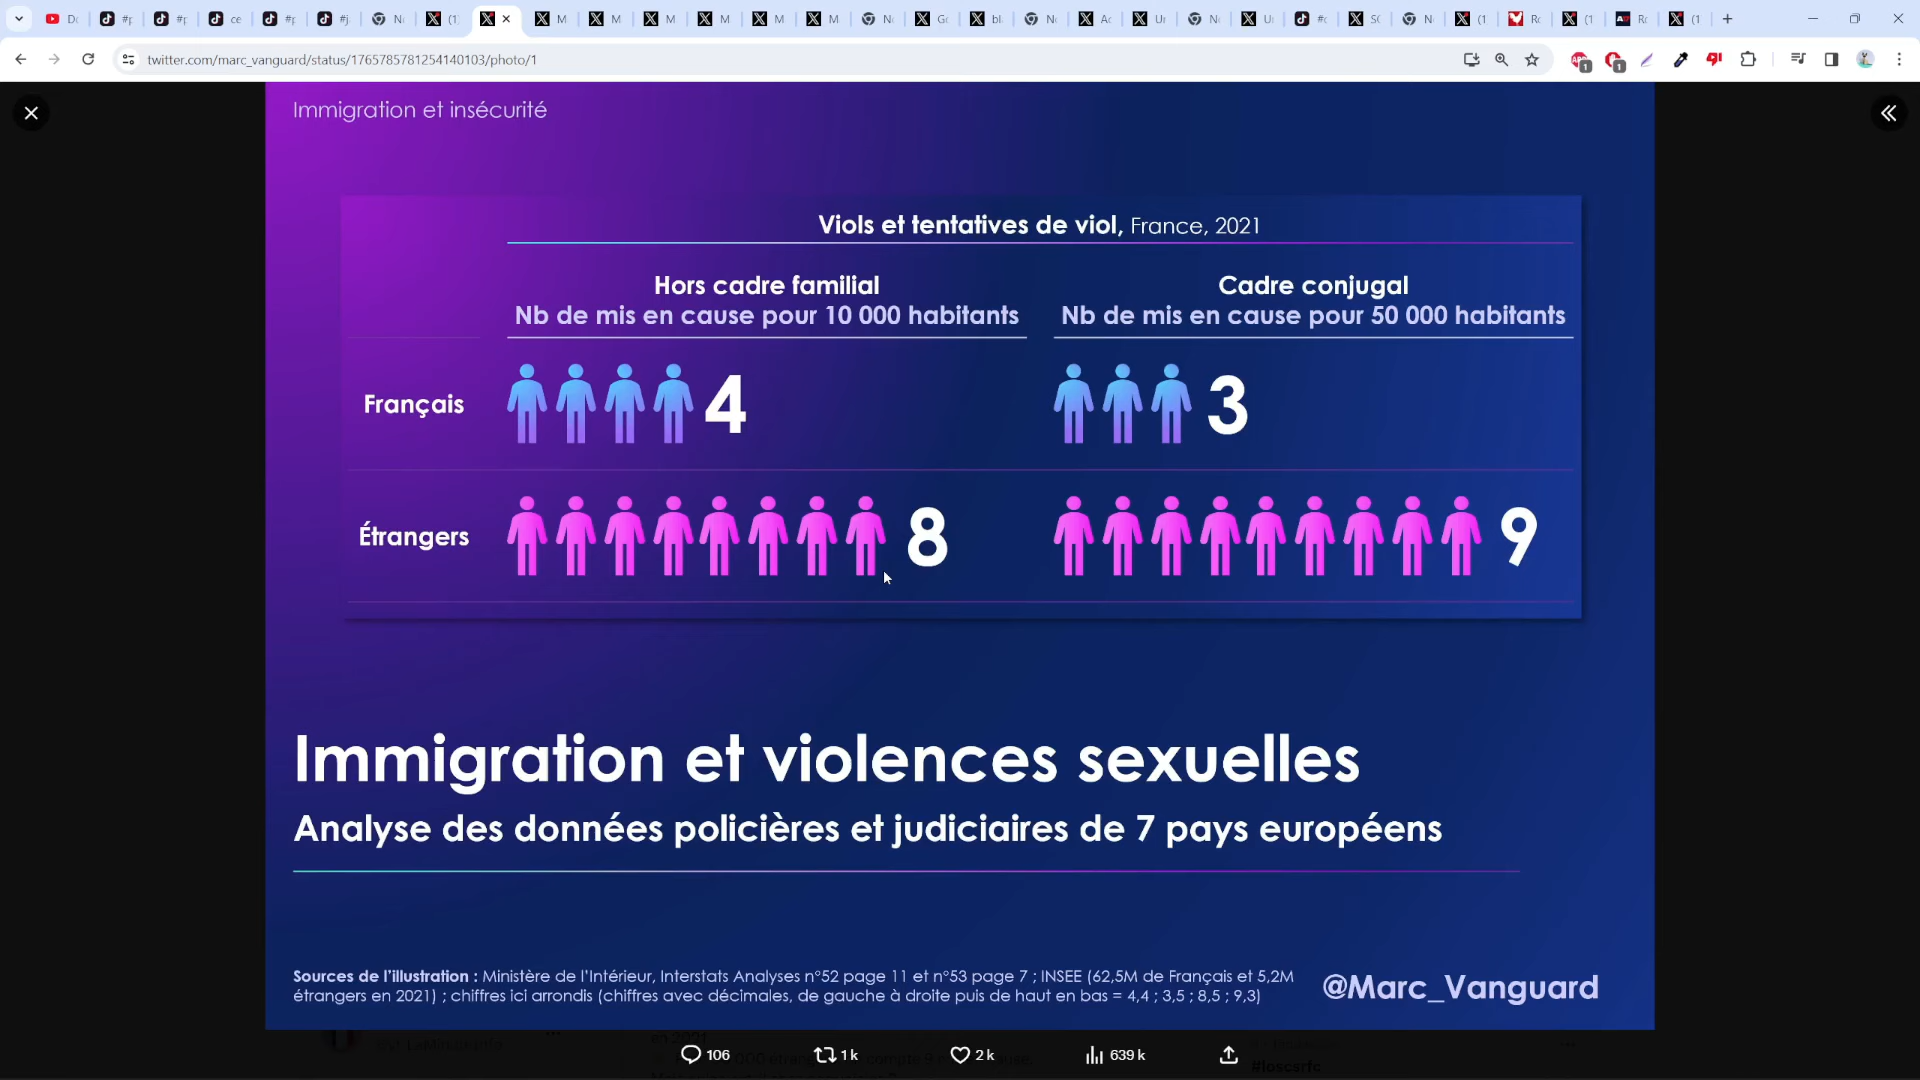 twitter.com/marc_vanguard/status/1765785781254140103/photo/1
Immigration et insécurité
Viols et tentatives de viol, France, 2021
Hors cadre familial
Nb de mis en cause pour 10 000 habitants
Cadre conjugal
Nb de mis en cause pour 50 000 habitants
Français
4
3
Étrangers
8
9
Immigration et violences sexuelles
Analyse des données policières et judiciaires de 7 pays européens
Sources de l'illustration : Ministère de l'Intérieur, Interstats Analyses n°52 page 11 et n°53 page 7 ; INSEE (62,5M de Français et 5,2M
étrangers en 2021) ; chiffres ici arrondis (chiffres avec décimales, de gauche à droite puis de haut en bas = 4,4 ; 3,5 ; 8,5 ; 9,3)
@Marc_Vanguard
106
1 k
2 k
639 k